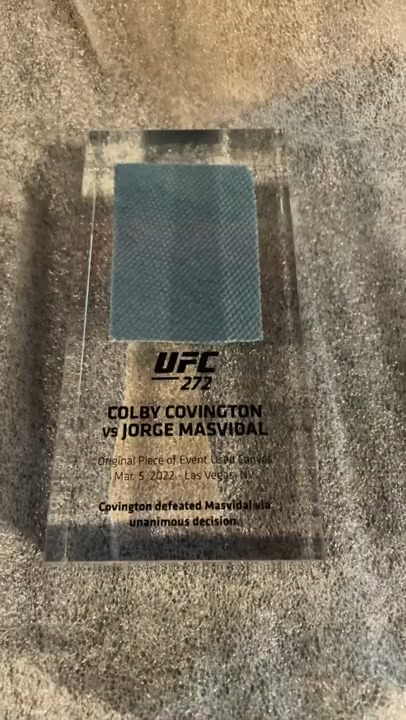 UFC
272
COLBY COVINGTON
VS JORGE MASVIDAL
Original Piece of Event Used Canvas
Mar. 5, 2022 - Las Vegas, NV
Covington defeated Masvidal via
unanimous decision.